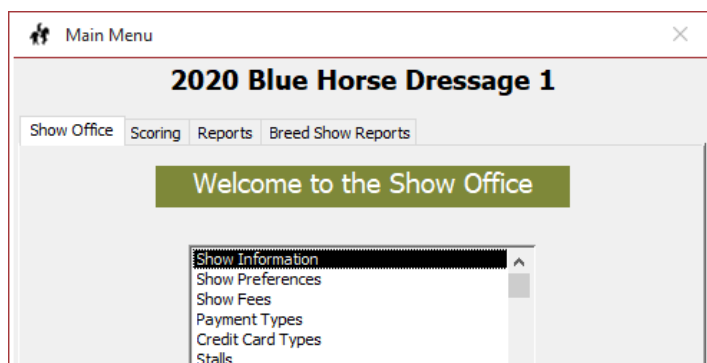 Main Menu
2020 Blue Horse Dressage 1
Show Office Scoring Reports Breed Show Reports
Welcome to the Show Office
Show Information
Show Preferences
Show Fees
Payment Types
Credit Card Types
Stalls